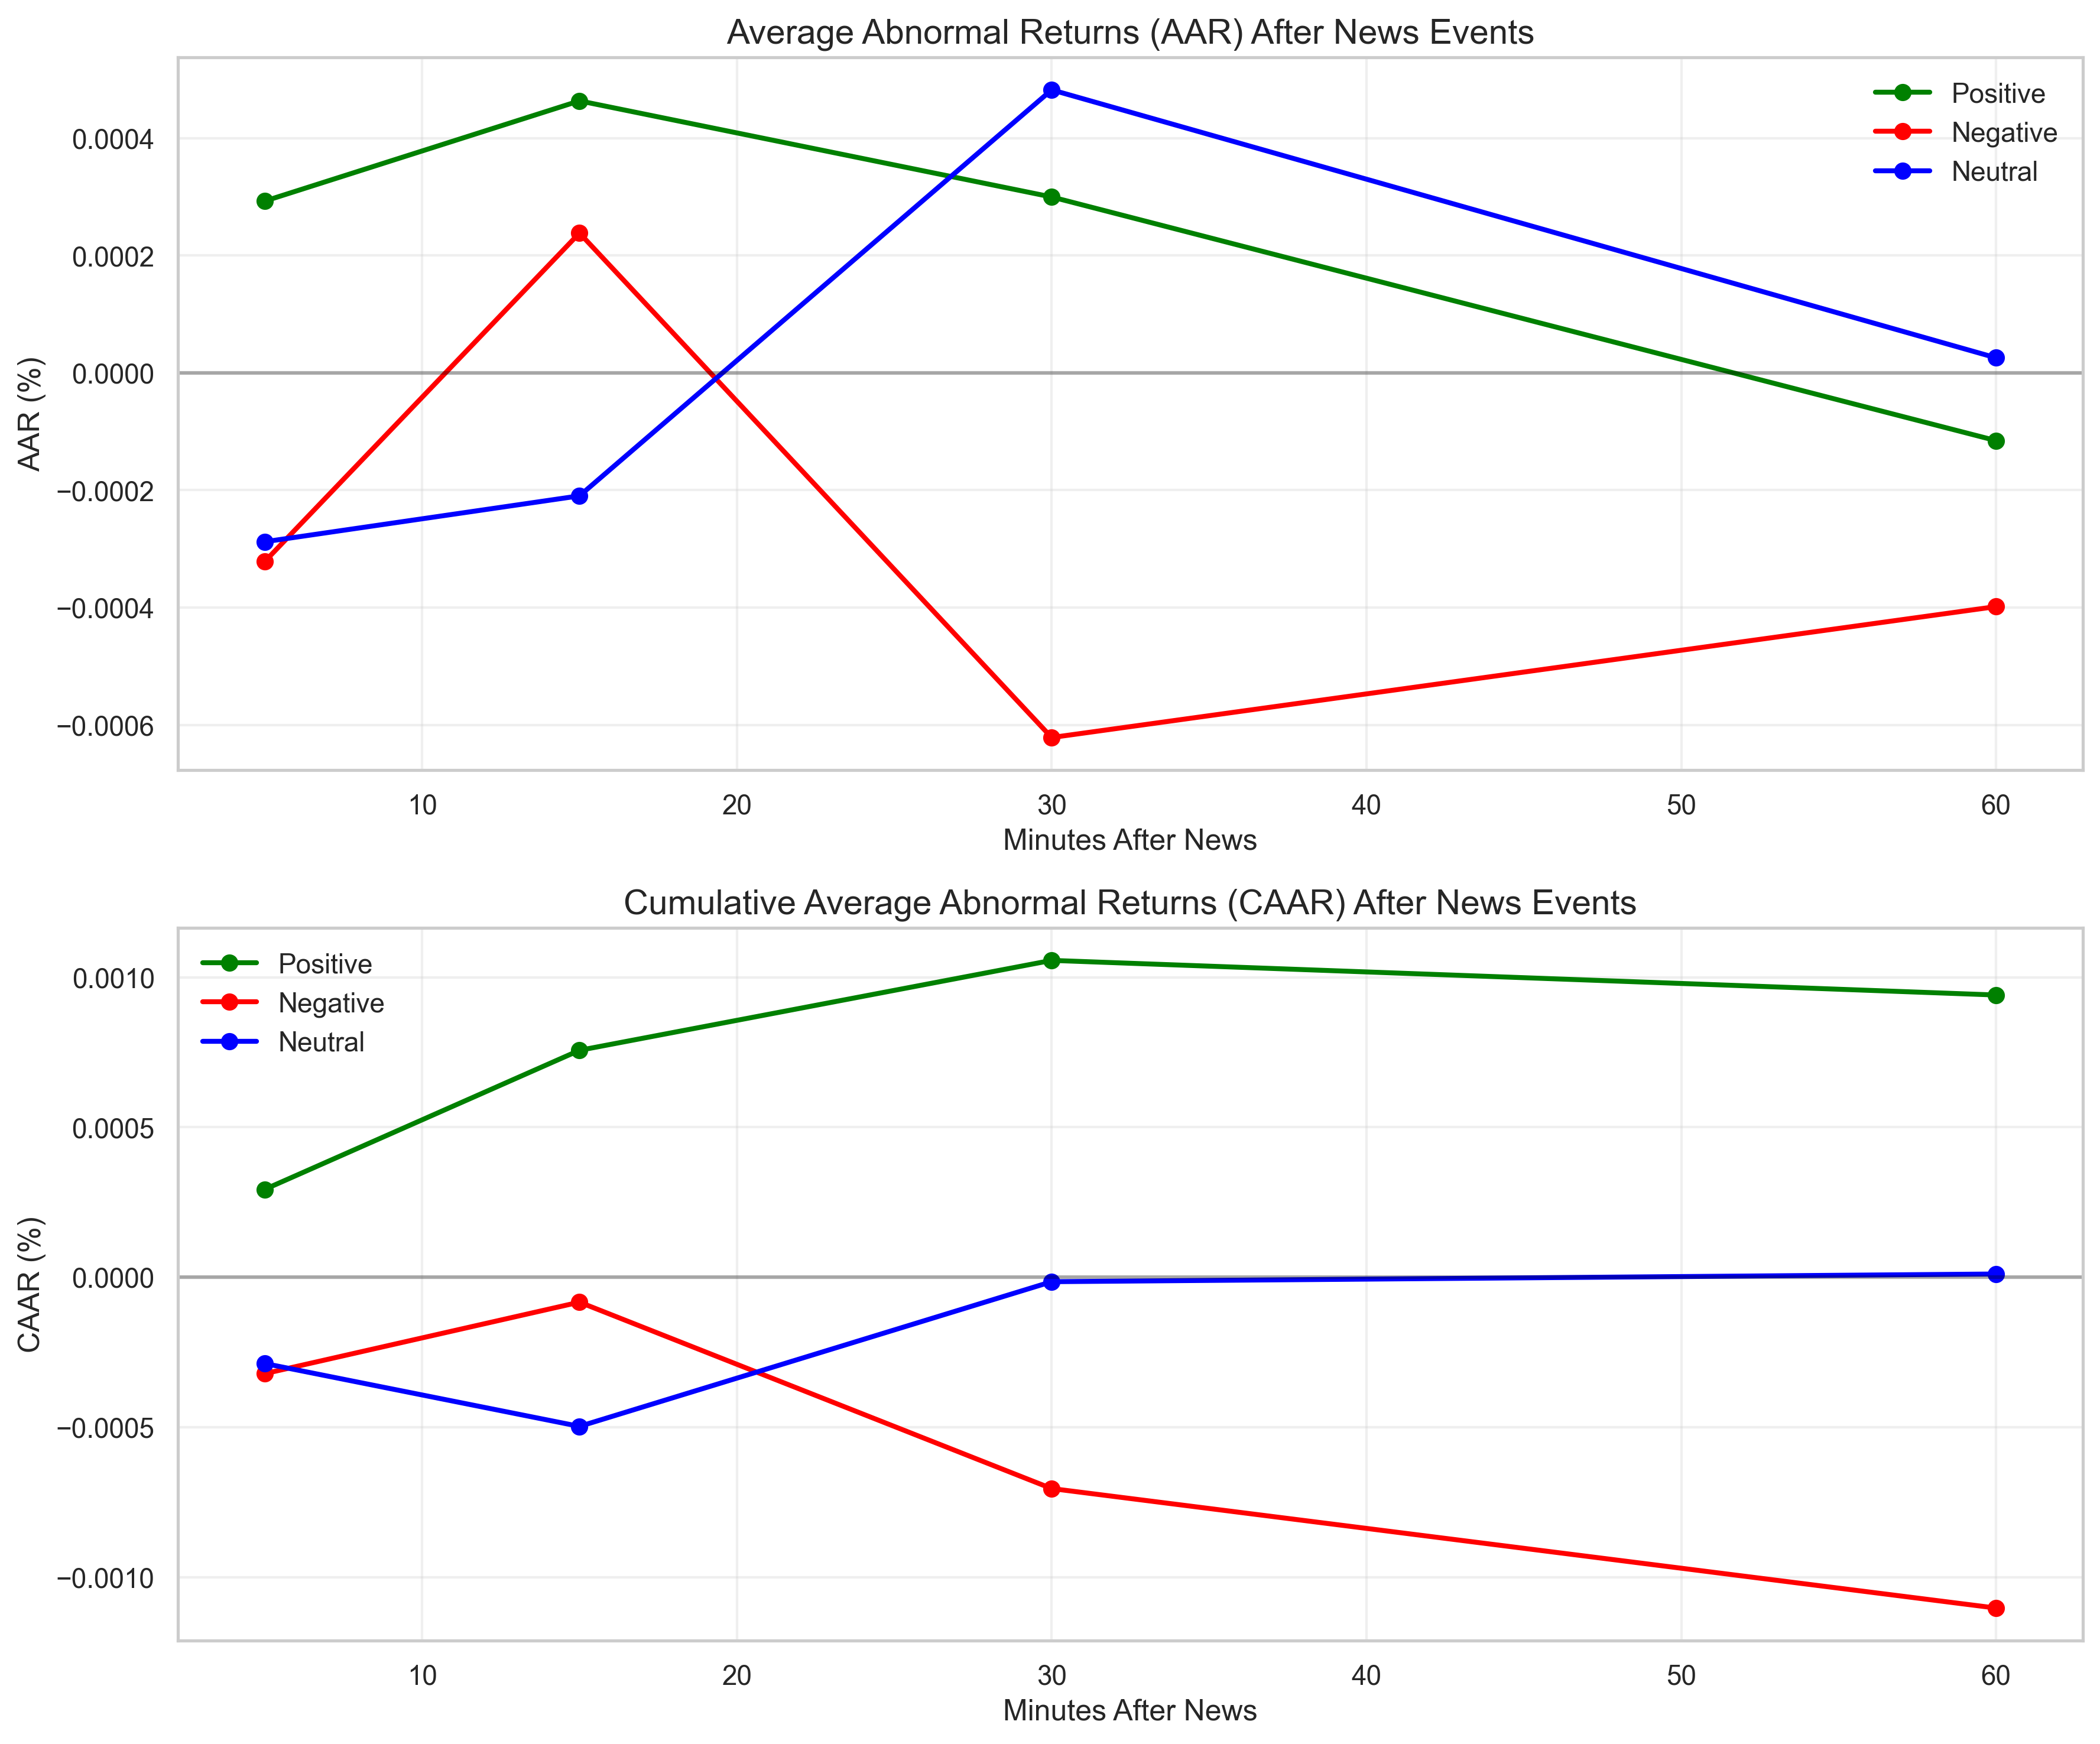 Average Abnormal Returns (AAR) After News Events
Positive
Negative
Neutral
AAR (%)
0.0004
0.0002
0.0000
−0.0002
−0.0004
−0.0006
10 20 30 40 50 60
Minutes After News
Cumulative Average Abnormal Returns (CAAR) After News Events
Positive
Negative
Neutral
CAAR (%)
0.0010
0.0005
0.0000
−0.0005
−0.0010
10 20 30 40 50 60
Minutes After News